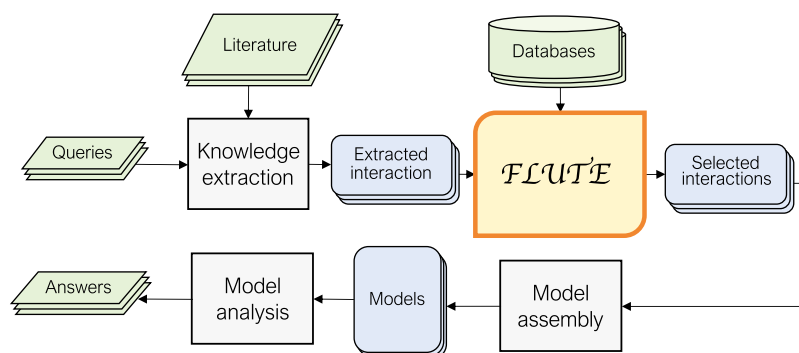 Literature
Databases
Queries
Knowledge
extraction
Extracted
interaction
FLUTE
Selected
interactions
Answers
Model
analysis
Models
Model
assembly